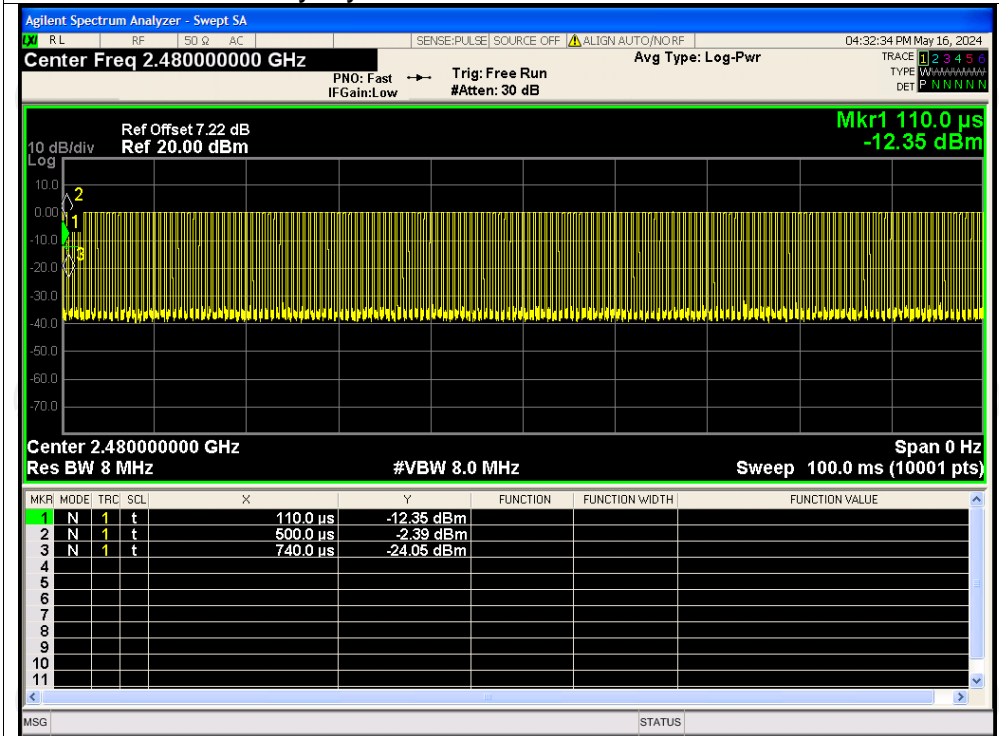 Agilent Spectrum Analyzer - Swept SA
LXI RL RF 50 Ω AC SENSE:PULSE SOURCE OFF ALIGN AUTO/NO RF 04:32:34 PM May 16, 2024
Center Freq 2.480000000 GHz Avg Type: Log-Pwr TRACE 1 2 3 4 5 6
PNO: Fast Trig: Free Run TYPE W
IFGain:Low #Atten: 30 dB DET P N N N N N
Mkr1 110.0 µs
Ref Offset 7.22 dB
10 dB/div Ref 20.00 dBm -12.35 dBm
Log
10.0
2
0.00
1
-10.0
3
-20.0
-30.0
-40.0
-50.0
-60.0
-70.0
Center 2.480000000 GHz Span 0 Hz
Res BW 8 MHz #VBW 8.0 MHz Sweep 100.0 ms (10001 pts)
MKR MODE TRC SCL X Y FUNCTION FUNCTION WIDTH FUNCTION VALUE
1 N 1 t 110.0 µs -12.35 dBm
2 N 1 t 500.0 µs -2.39 dBm
3 N 1 t 740.0 µs -24.05 dBm
4
5
6
7
8
9
10
11
MSG STATUS